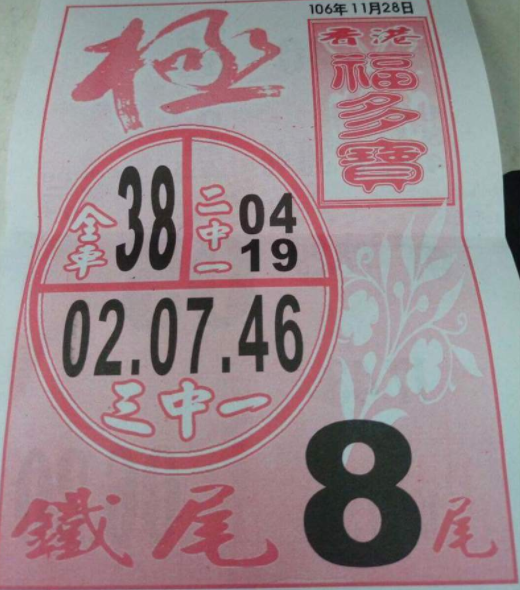 106年11月28日
極
香港
福多寶
全車
38
二中一
04
19
02.07.46
三中一
鐵尾
8尾